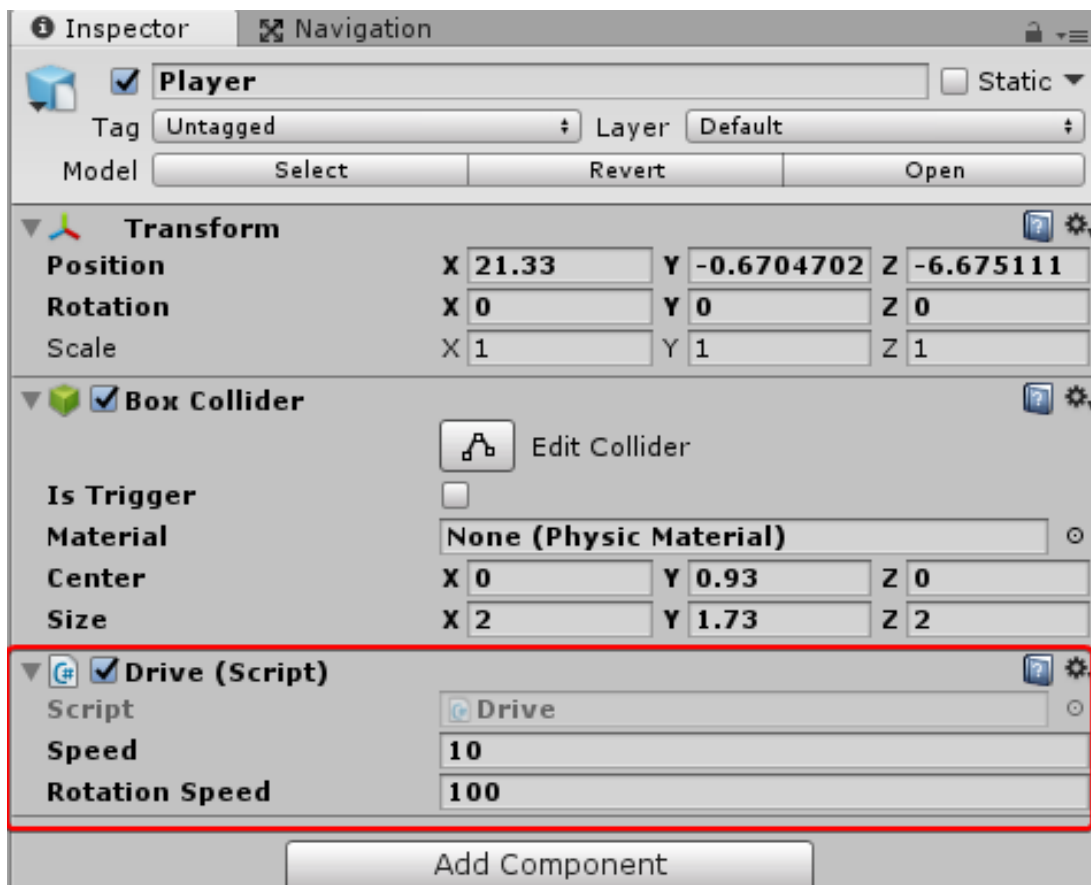 Inspector Navigation
Player Static
Tag Untagged Layer Default
Model Select Revert Open
Transform
Position X 21.33 Y -0.6704702 Z -6.675111
Rotation X 0 Y 0 Z 0
Scale X 1 Y 1 Z 1
Box Collider
Edit Collider
Is Trigger
Material None (Physic Material)
Center X 0 Y 0.93 Z 0
Size X 2 Y 1.73 Z 2
Drive (Script)
Script Drive
Speed 10
Rotation Speed 100
Add Component